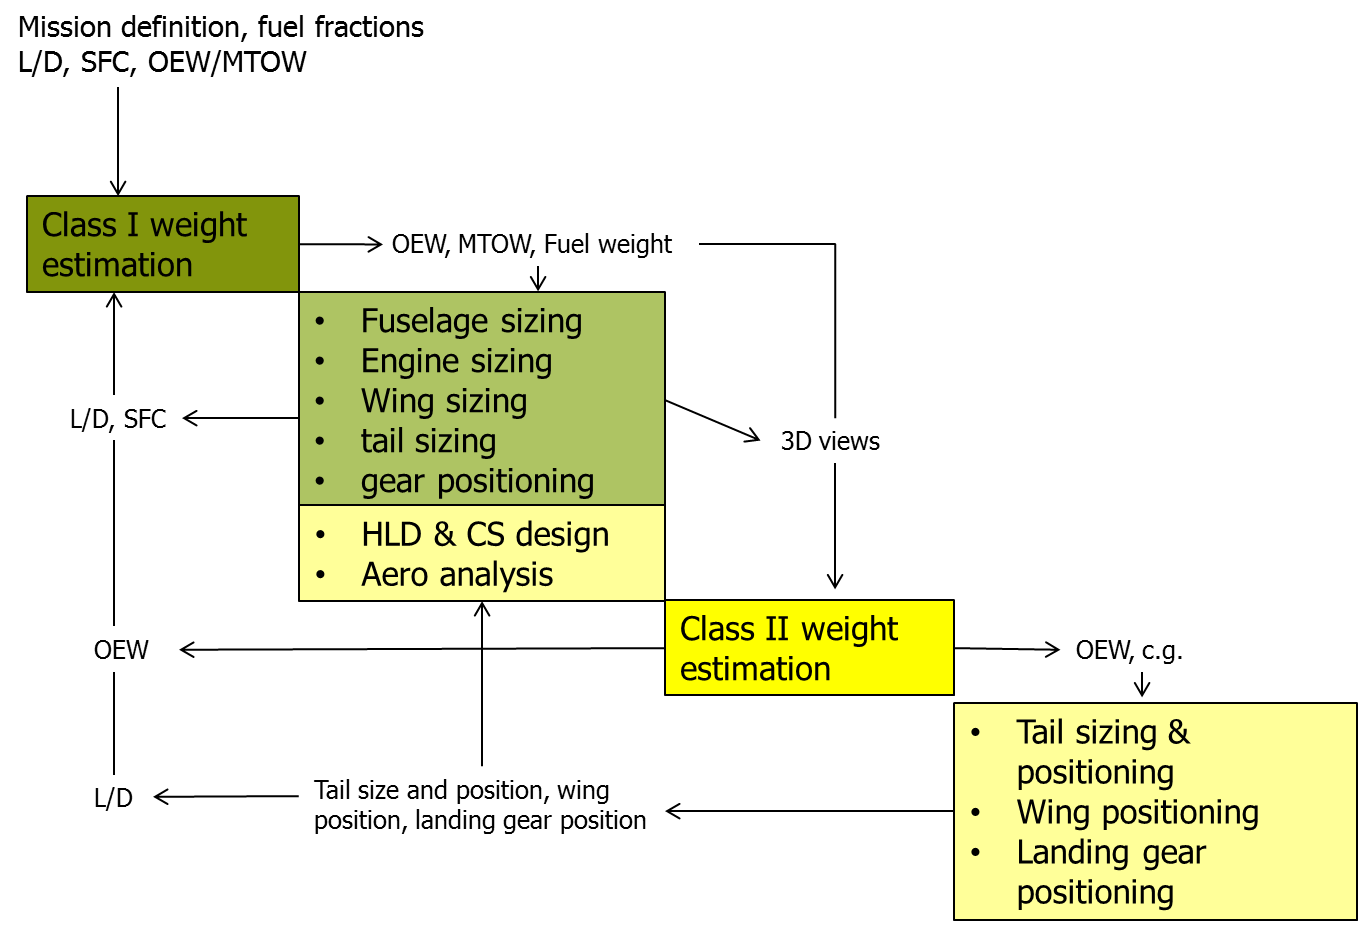 Mission definition, fuel fractions
L/D, SFC, OEW/MTOW
Class I weight
estimation
OEW, MTOW, Fuel weight
• Fuselage sizing
• Engine sizing
• Wing sizing
• tail sizing
• gear positioning
L/D, SFC
3D views
• HLD & CS design
• Aero analysis
Class II weight
estimation
OEW
OEW, c.g.
• Tail sizing &
positioning
• Wing positioning
• Landing gear
positioning
L/D
Tail size and position, wing
position, landing gear position